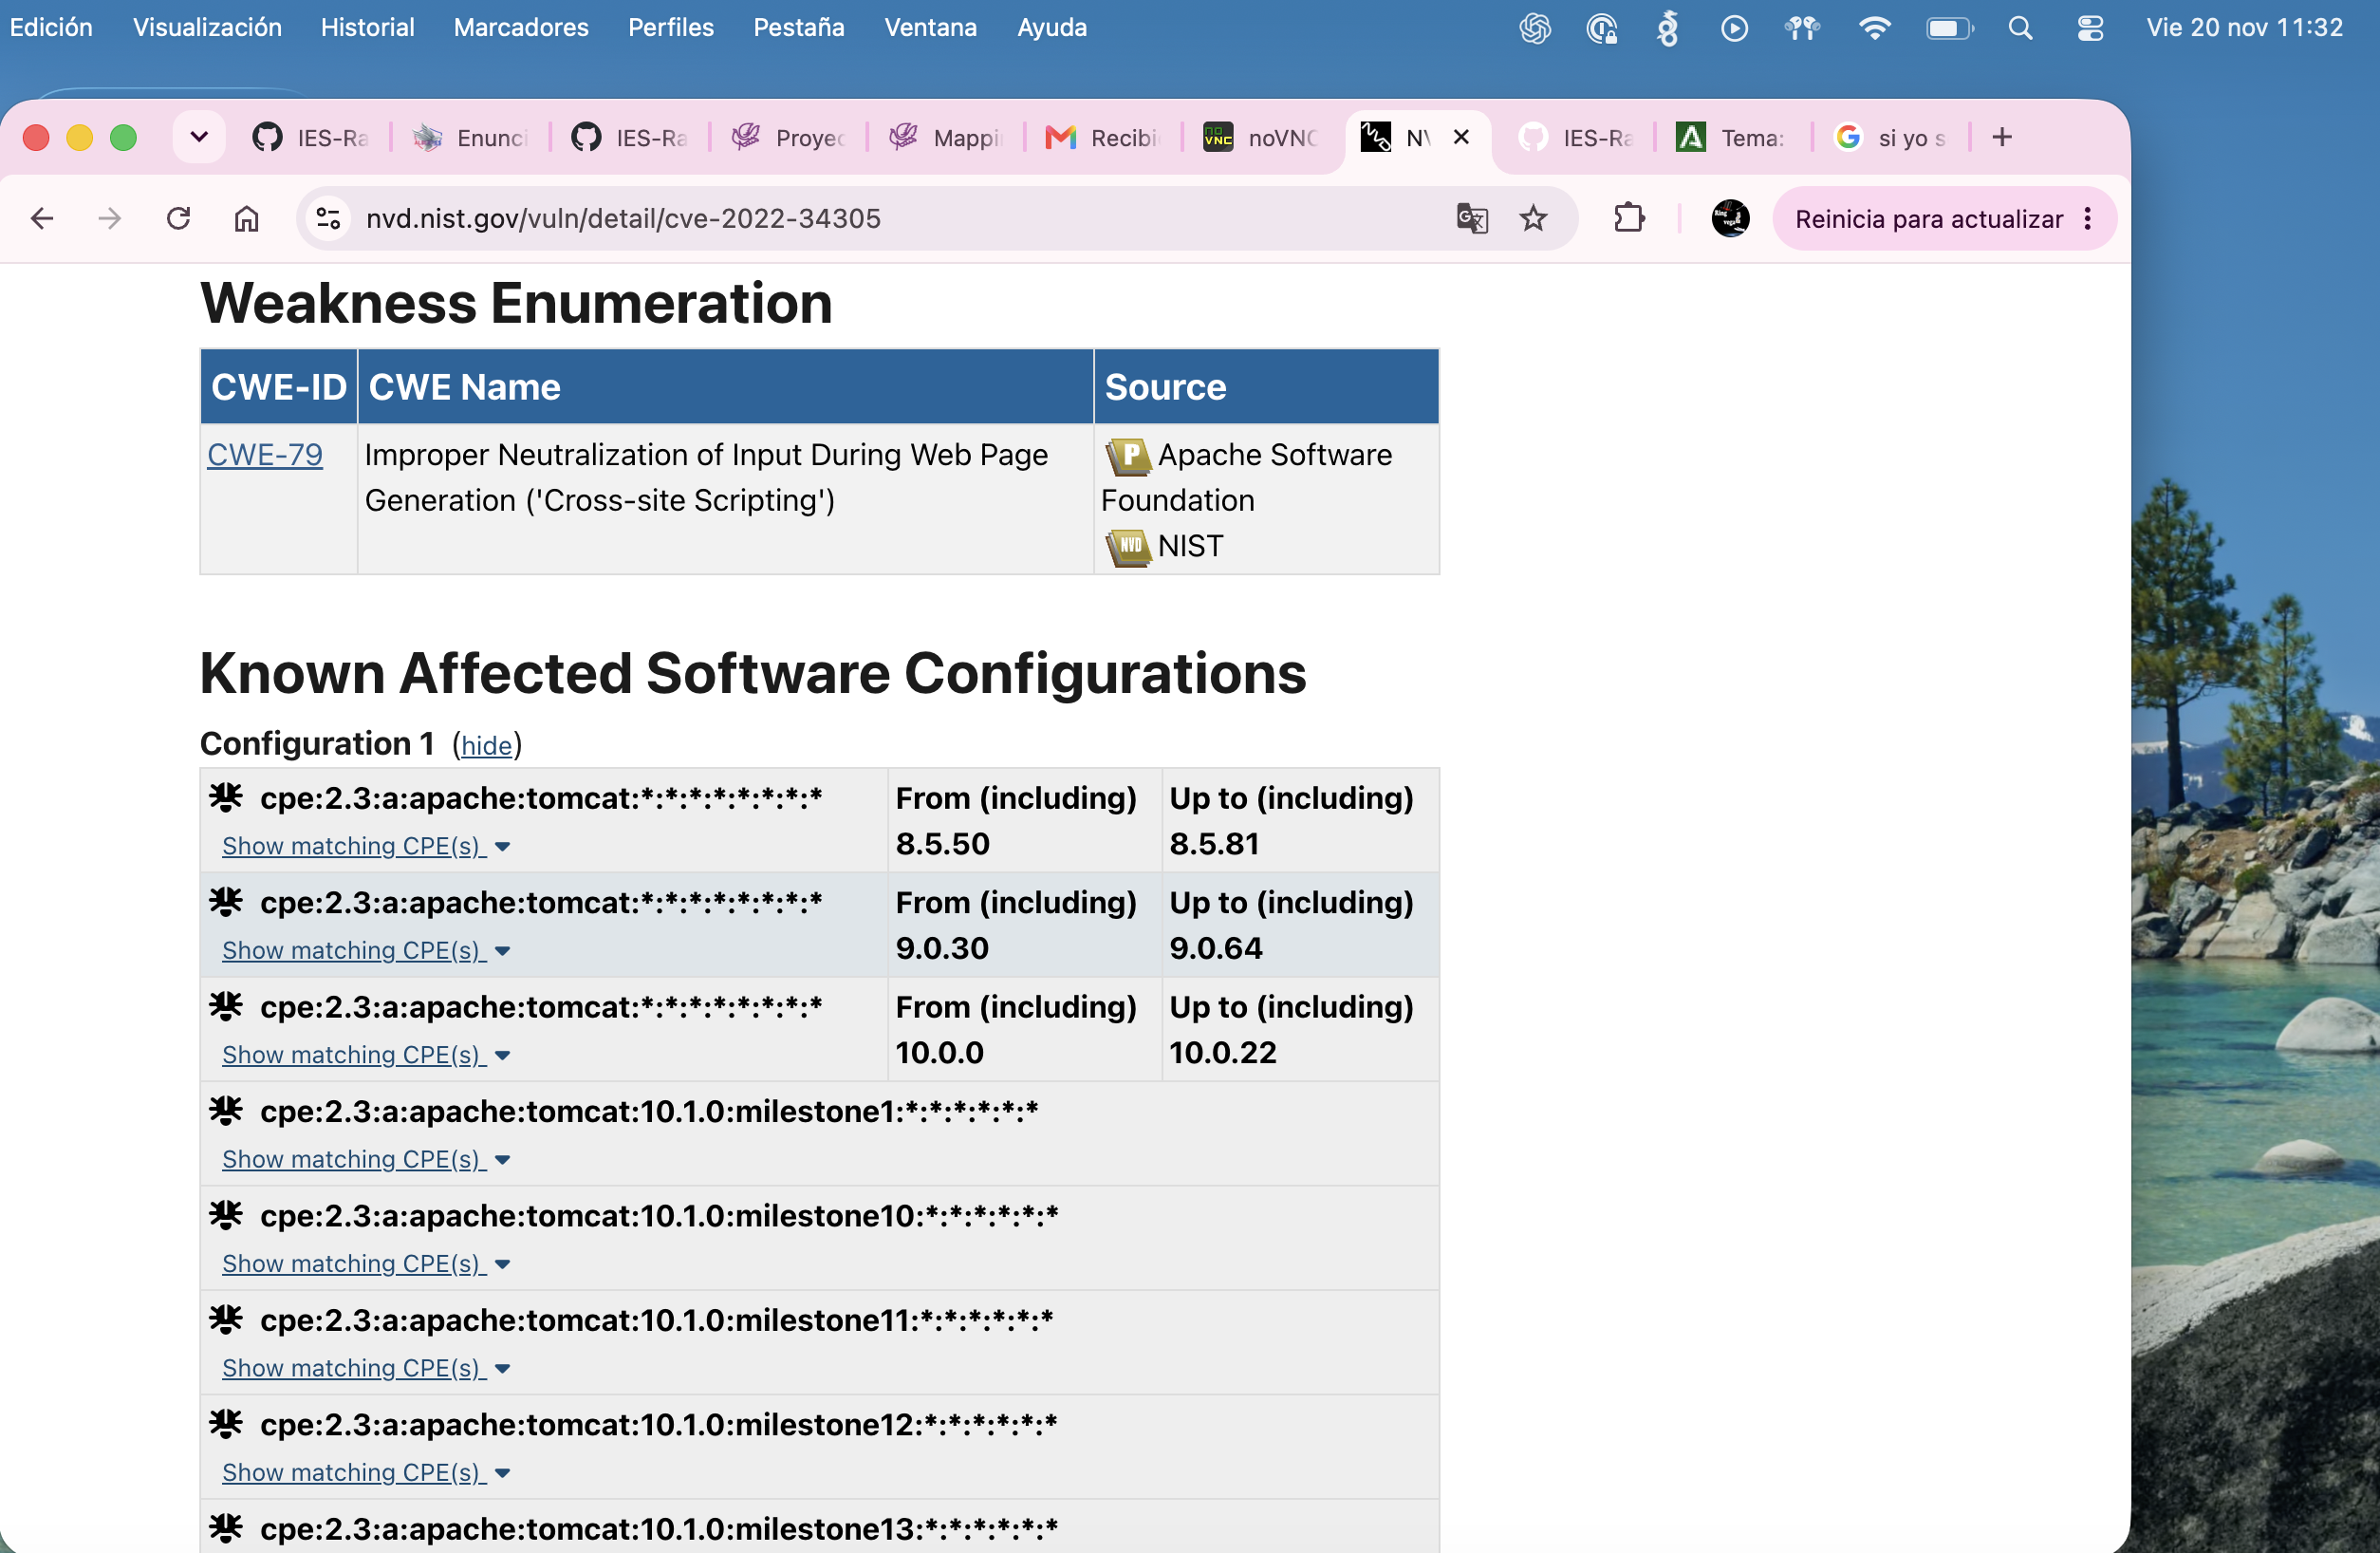 Edición Visualización Historial Marcadores Perfiles Pestaña Ventana Ayuda Vie 20 nov 11:32
IES-Ra Enunci IES-Ra Proyec Mappi Recibi noVNC NV IES-Ra Tema: si yo s
nvd.nist.gov/vuln/detail/cve-2022-34305 Reinicia para actualizar
Weakness Enumeration
CWE-ID CWE Name Source
CWE-79 Improper Neutralization of Input During Web Page Apache Software
Generation ('Cross-site Scripting') Foundation
NIST
Known Affected Software Configurations
Configuration 1 (hide)
cpe:2.3:a:apache:tomcat:*:*:*:*:*:*:*:* From (including) Up to (including)
Show matching CPE(s) 8.5.50 8.5.81
cpe:2.3:a:apache:tomcat:*:*:*:*:*:*:*:* From (including) Up to (including)
Show matching CPE(s) 9.0.30 9.0.64
cpe:2.3:a:apache:tomcat:*:*:*:*:*:*:*:* From (including) Up to (including)
Show matching CPE(s) 10.0.0 10.0.22
cpe:2.3:a:apache:tomcat:10.1.0:milestone1:*:*:*:*:*:*
Show matching CPE(s)
cpe:2.3:a:apache:tomcat:10.1.0:milestone10:*:*:*:*:*:*
Show matching CPE(s)
cpe:2.3:a:apache:tomcat:10.1.0:milestone11:*:*:*:*:*:*
Show matching CPE(s)
cpe:2.3:a:apache:tomcat:10.1.0:milestone12:*:*:*:*:*:*
Show matching CPE(s)
cpe:2.3:a:apache:tomcat:10.1.0:milestone13:*:*:*:*:*:*